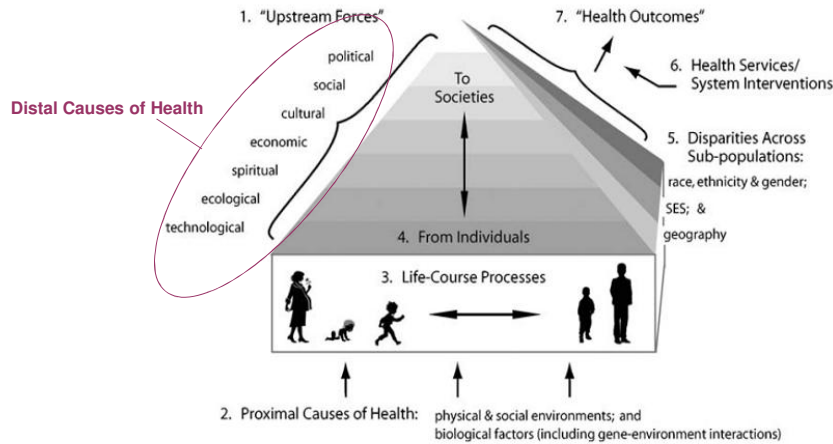 1. "Upstream Forces"
political
social
cultural
economic
spiritual
ecological
technological
Distal Causes of Health
To
Societies
4. From Individuals
3. Life-Course Processes
7. "Health Outcomes"
6. Health Services/
System Interventions
5. Disparities Across
Sub-populations:
race, ethnicity & gender;
SES; &
geography
2. Proximal Causes of Health: physical & social environments; and
biological factors (including gene-environment interactions)